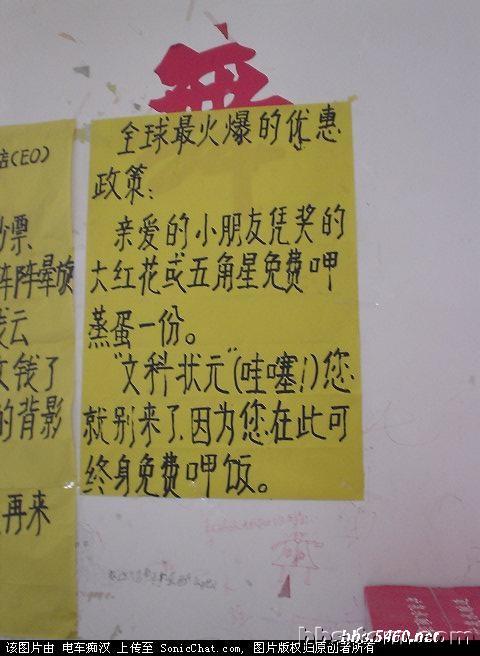 店(CEO)
钞票
阵阵晕旋
钱云
文钱了
的背影
再来
全球最火爆的优惠
政策:
亲爱的小朋友凭奖的
大红花或五角星免费呷
蒸蛋一份。
"文科状元"(哇噻!)您
就别来了.因为您在此可
终身免费呷饭。
bbs.5460.net
该图片由 电车痴汉 上传至 SonicChat.com, 图片版权归原创者所有